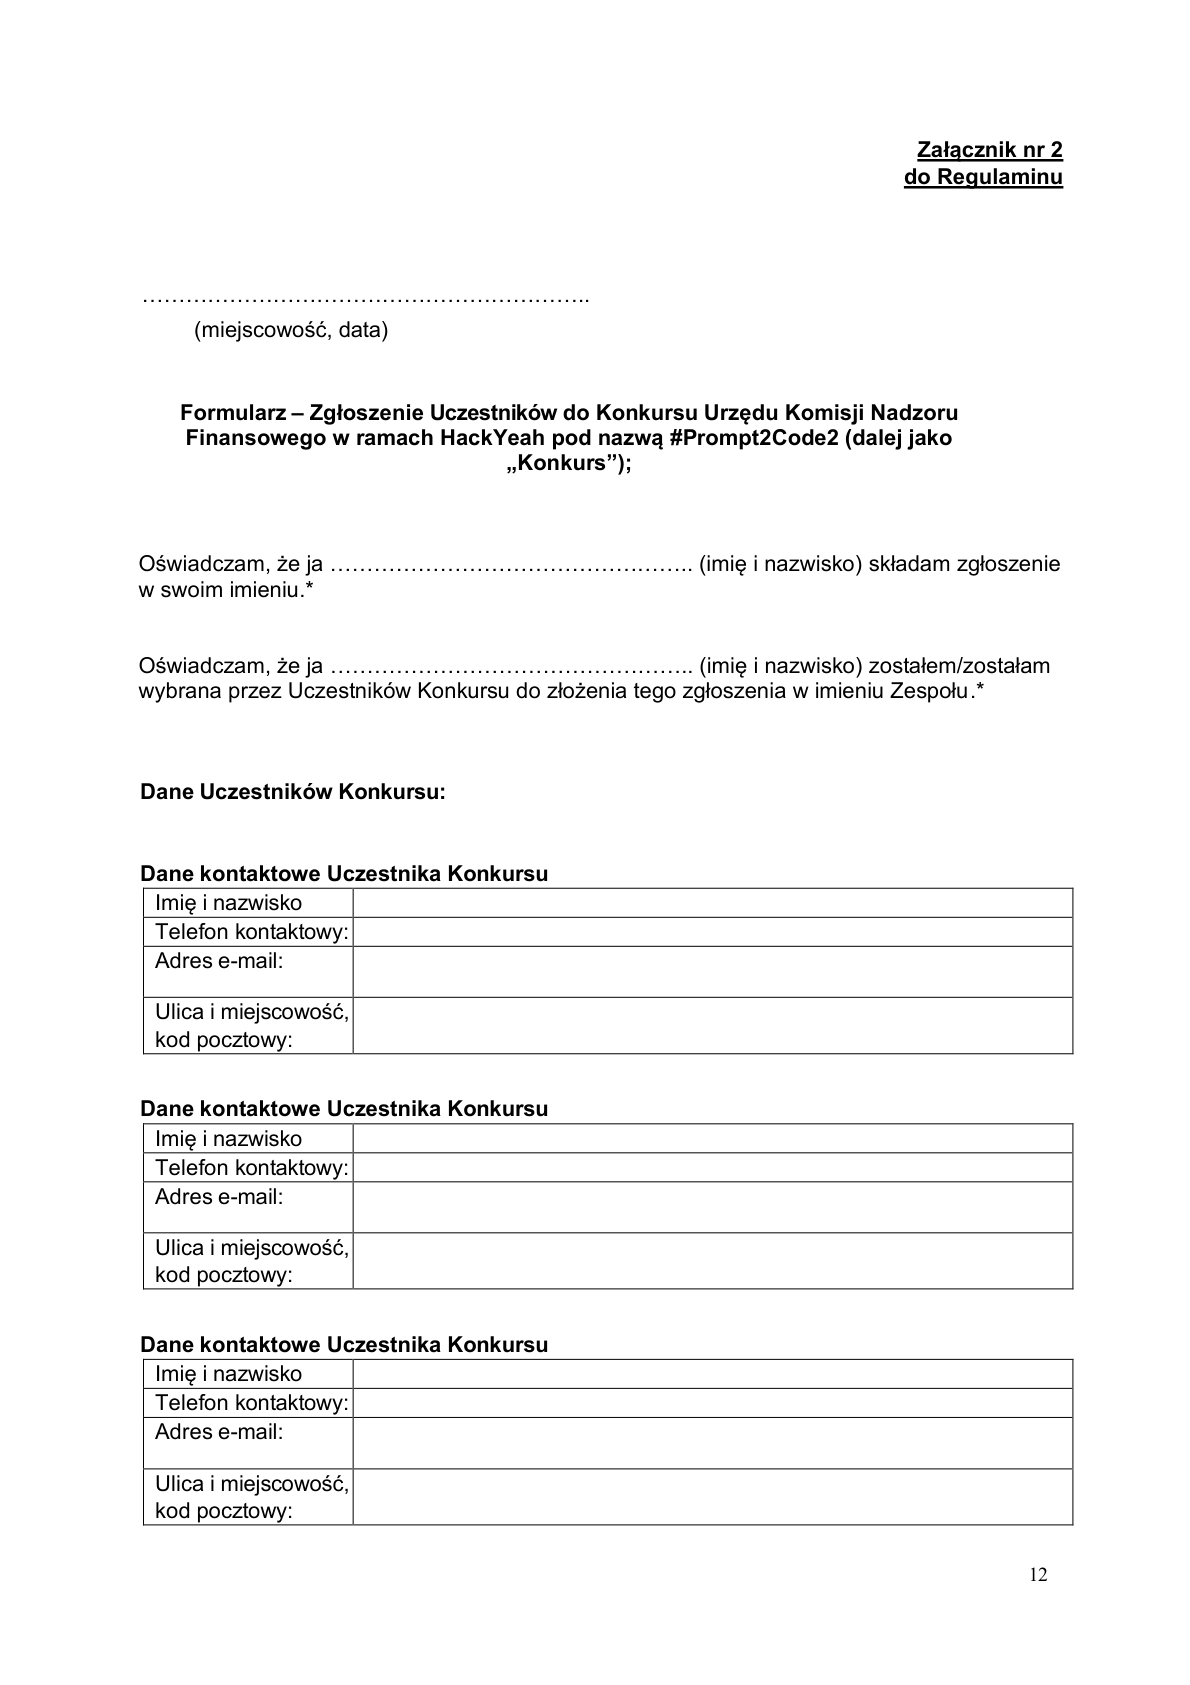 Załącznik nr 2
do Regulaminu
……………………………………………………..
(miejscowość, data)
Formularz – Zgłoszenie Uczestników do Konkursu Urzędu Komisji Nadzoru
Finansowego w ramach HackYeah pod nazwą #Prompt2Code2 (dalej jako
„Konkurs”);
Oświadczam, że ja ………………………………………….. (imię i nazwisko) składam zgłoszenie
w swoim imieniu.*
Oświadczam, że ja ………………………………………….. (imię i nazwisko) zostałem/zostałam
wybrana przez Uczestników Konkursu do złożenia tego zgłoszenia w imieniu Zespołu.*
Dane Uczestników Konkursu:
Dane kontaktowe Uczestnika Konkursu
Imię i nazwisko
Telefon kontaktowy:
Adres e-mail:
Ulica i miejscowość,
kod pocztowy:
Dane kontaktowe Uczestnika Konkursu
Imię i nazwisko
Telefon kontaktowy:
Adres e-mail:
Ulica i miejscowość,
kod pocztowy:
Dane kontaktowe Uczestnika Konkursu
Imię i nazwisko
Telefon kontaktowy:
Adres e-mail:
Ulica i miejscowość,
kod pocztowy:
12